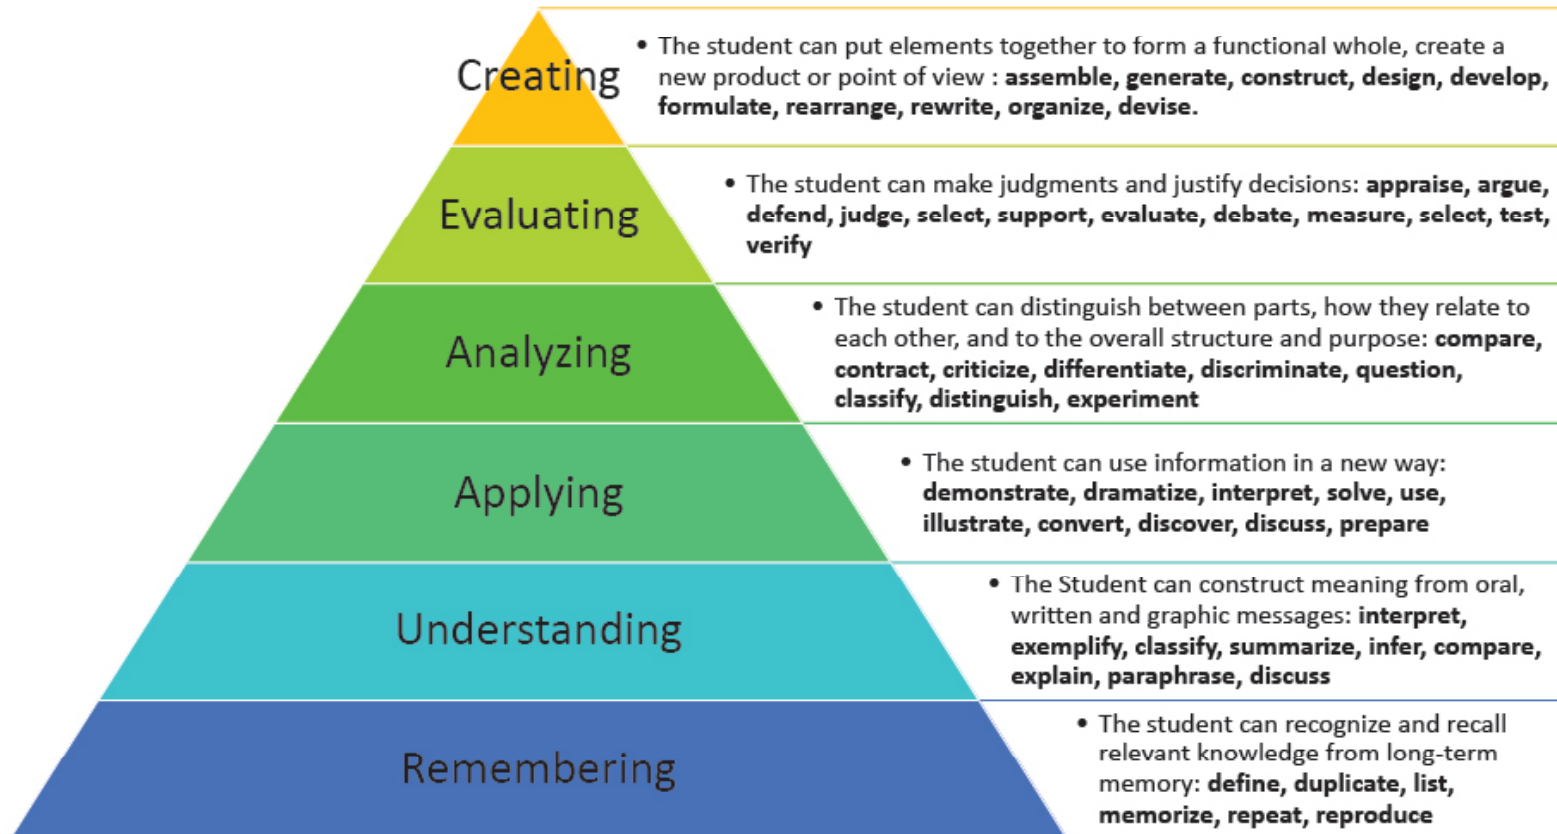 Creating
• The student can put elements together to form a functional whole, create a
new product or point of view : assemble, generate, construct, design, develop,
formulate, rearrange, rewrite, organize, devise.
Evaluating
• The student can make judgments and justify decisions: appraise, argue,
defend, judge, select, support, evaluate, debate, measure, select, test,
verify
Analyzing
• The student can distinguish between parts, how they relate to
each other, and to the overall structure and purpose: compare,
contract, criticize, differentiate, discriminate, question,
classify, distinguish, experiment
Applying
• The student can use information in a new way:
demonstrate, dramatize, interpret, solve, use,
illustrate, convert, discover, discuss, prepare
Understanding
• The Student can construct meaning from oral,
written and graphic messages: interpret,
exemplify, classify, summarize, infer, compare,
explain, paraphrase, discuss
Remembering
• The student can recognize and recall
relevant knowledge from long-term
memory: define, duplicate, list,
memorize, repeat, reproduce